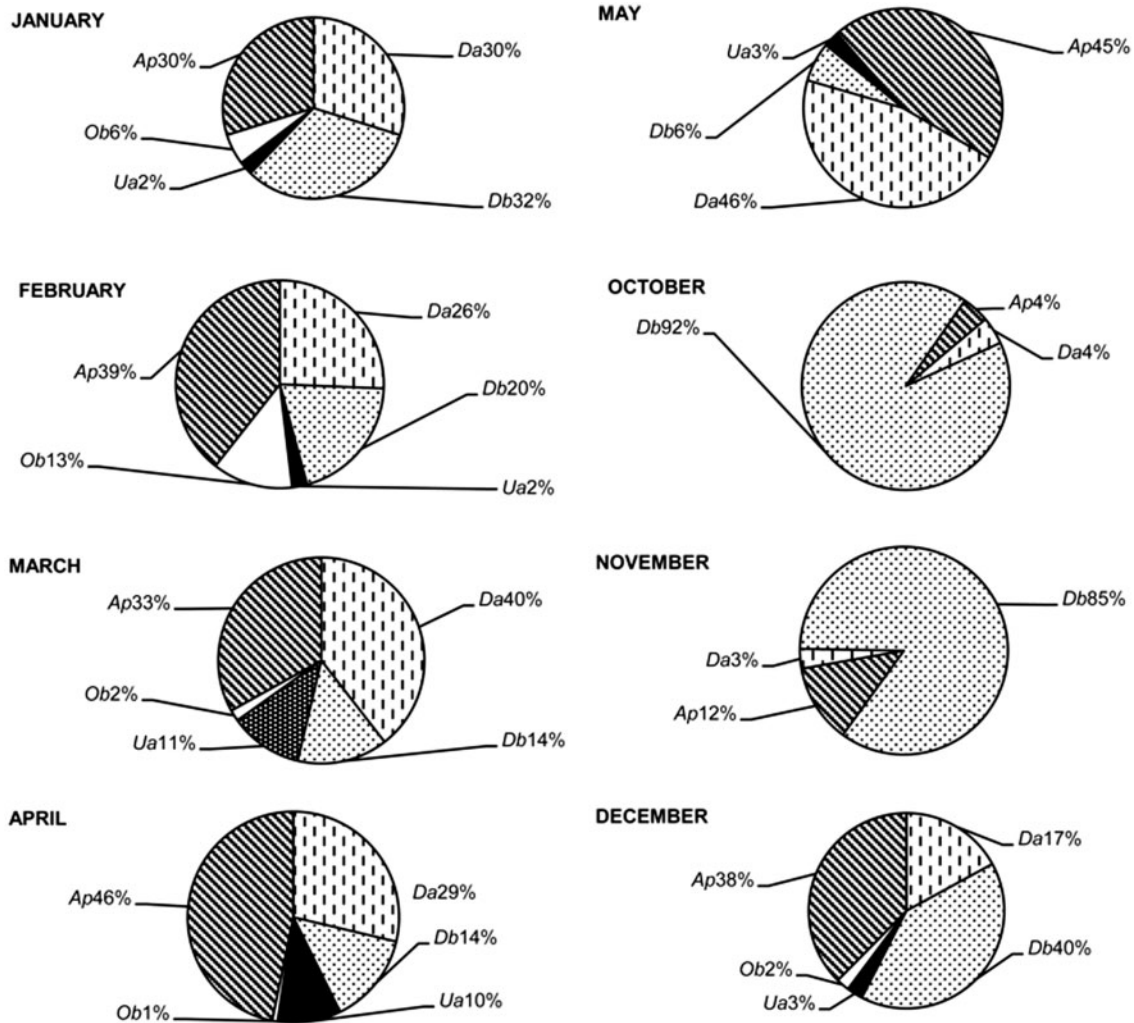 JANUARY
Ap30%
Da30%
Ob6%
Ua2%
Db32%
FEBRUARY
Da26%
Ap39%
Db20%
Ob13%
Ua2%
MARCH
Ap33%
Da40%
Ob2%
Ua11%
Db14%
APRIL
Ap46%
Da29%
Db14%
Ob1%
Ua10%
MAY
Ua3%
Ap45%
Db6%
Da46%
OCTOBER
Ap4%
Db92%
Da4%
NOVEMBER
Db85%
Da3%
Ap12%
DECEMBER
Da17%
Ap38%
Db40%
Ob2%
Ua3%